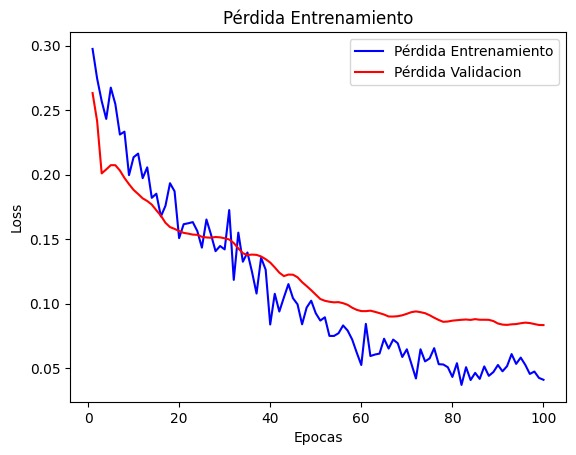 Pérdida Entrenamiento
Pérdida Entrenamiento
Pérdida Validacion
Loss
0.30
0.25
0.20
0.15
0.10
0.05
0
20
40
60
80
100
Epocas